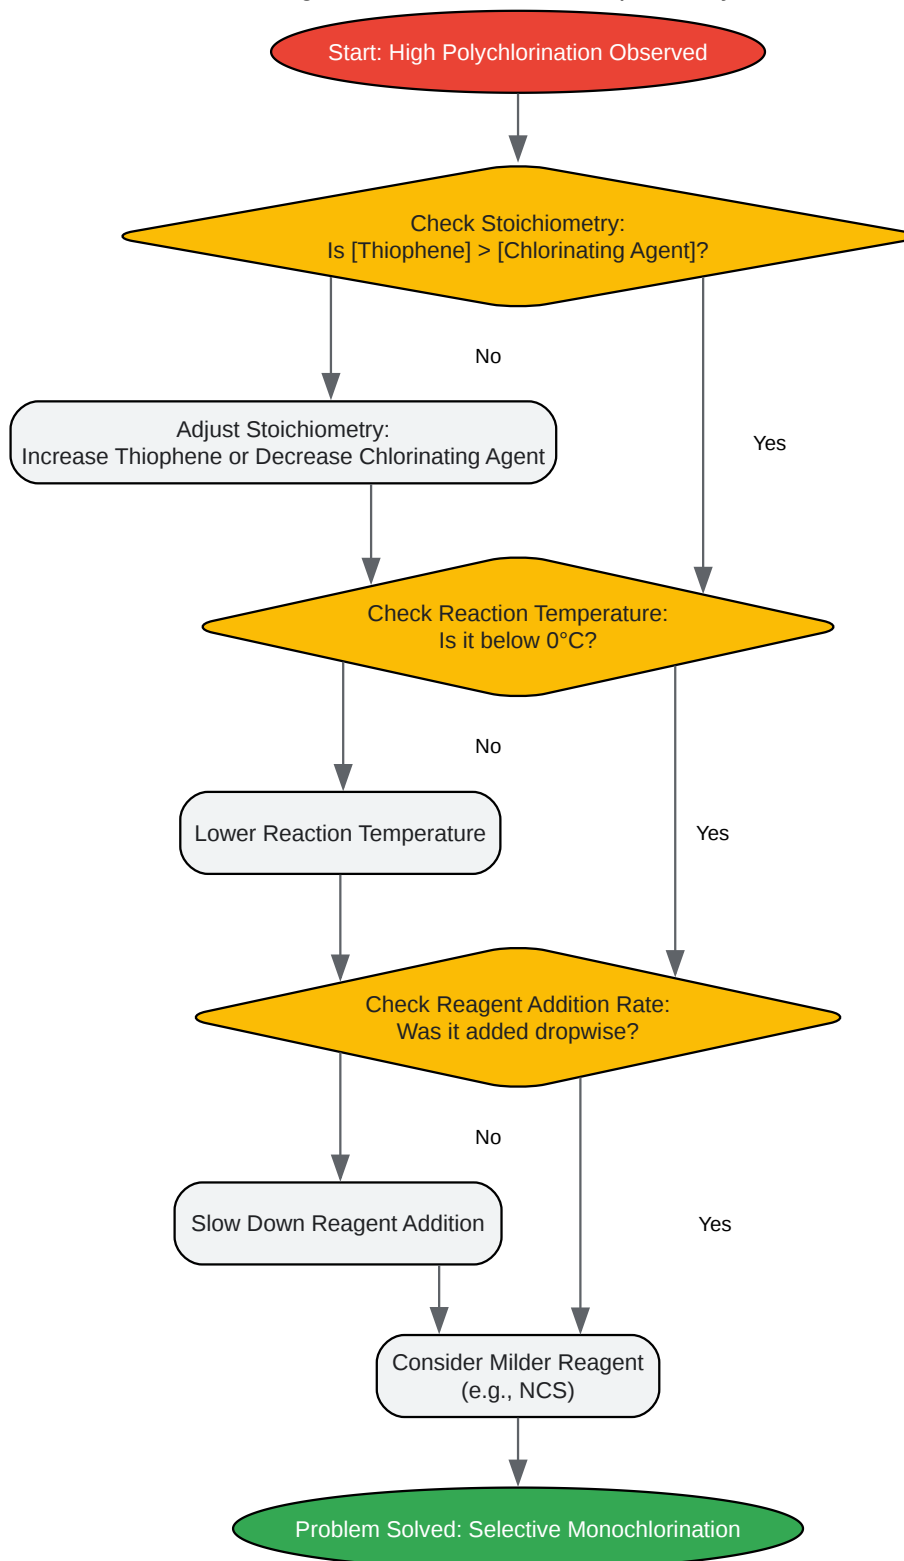 Start: High Polychlorination Observed
Check Stoichiometry:
Is [Thiophene] > [Chlorinating Agent]?
No
Adjust Stoichiometry:
Increase Thiophene or Decrease Chlorinating Agent
Yes
Check Reaction Temperature:
Is it below 0°C?
No
Lower Reaction Temperature
Yes
Check Reagent Addition Rate:
Was it added dropwise?
No
Slow Down Reagent Addition
Yes
Consider Milder Reagent
(e.g., NCS)
Problem Solved: Selective Monochlorination